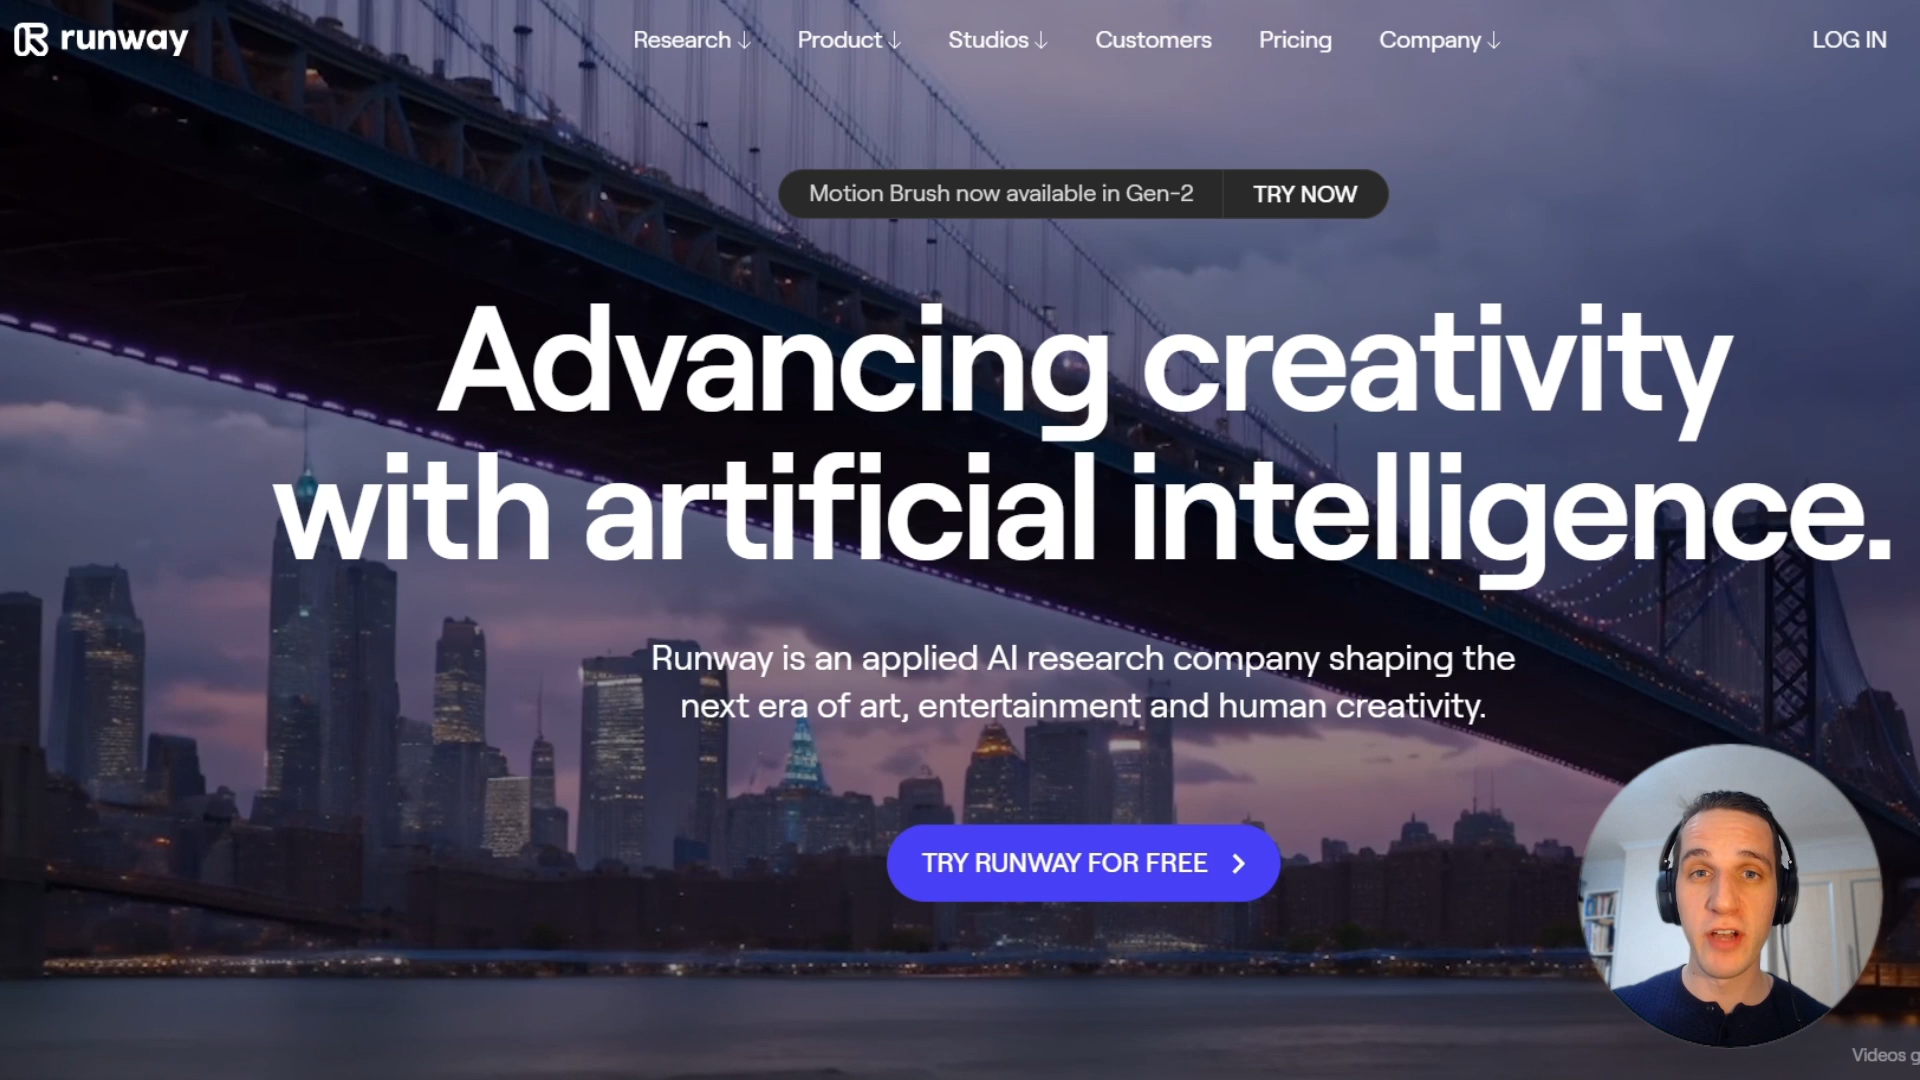 runway
Research ↓ Product ↓ Studios ↓ Customers Pricing Company ↓ LOG IN
Motion Brush now available in Gen-2 TRY NOW
Advancing creativity
with artificial intelligence.
Runway is an applied AI research company shaping the
next era of art, entertainment and human creativity.
TRY RUNWAY FOR FREE >
Videos g